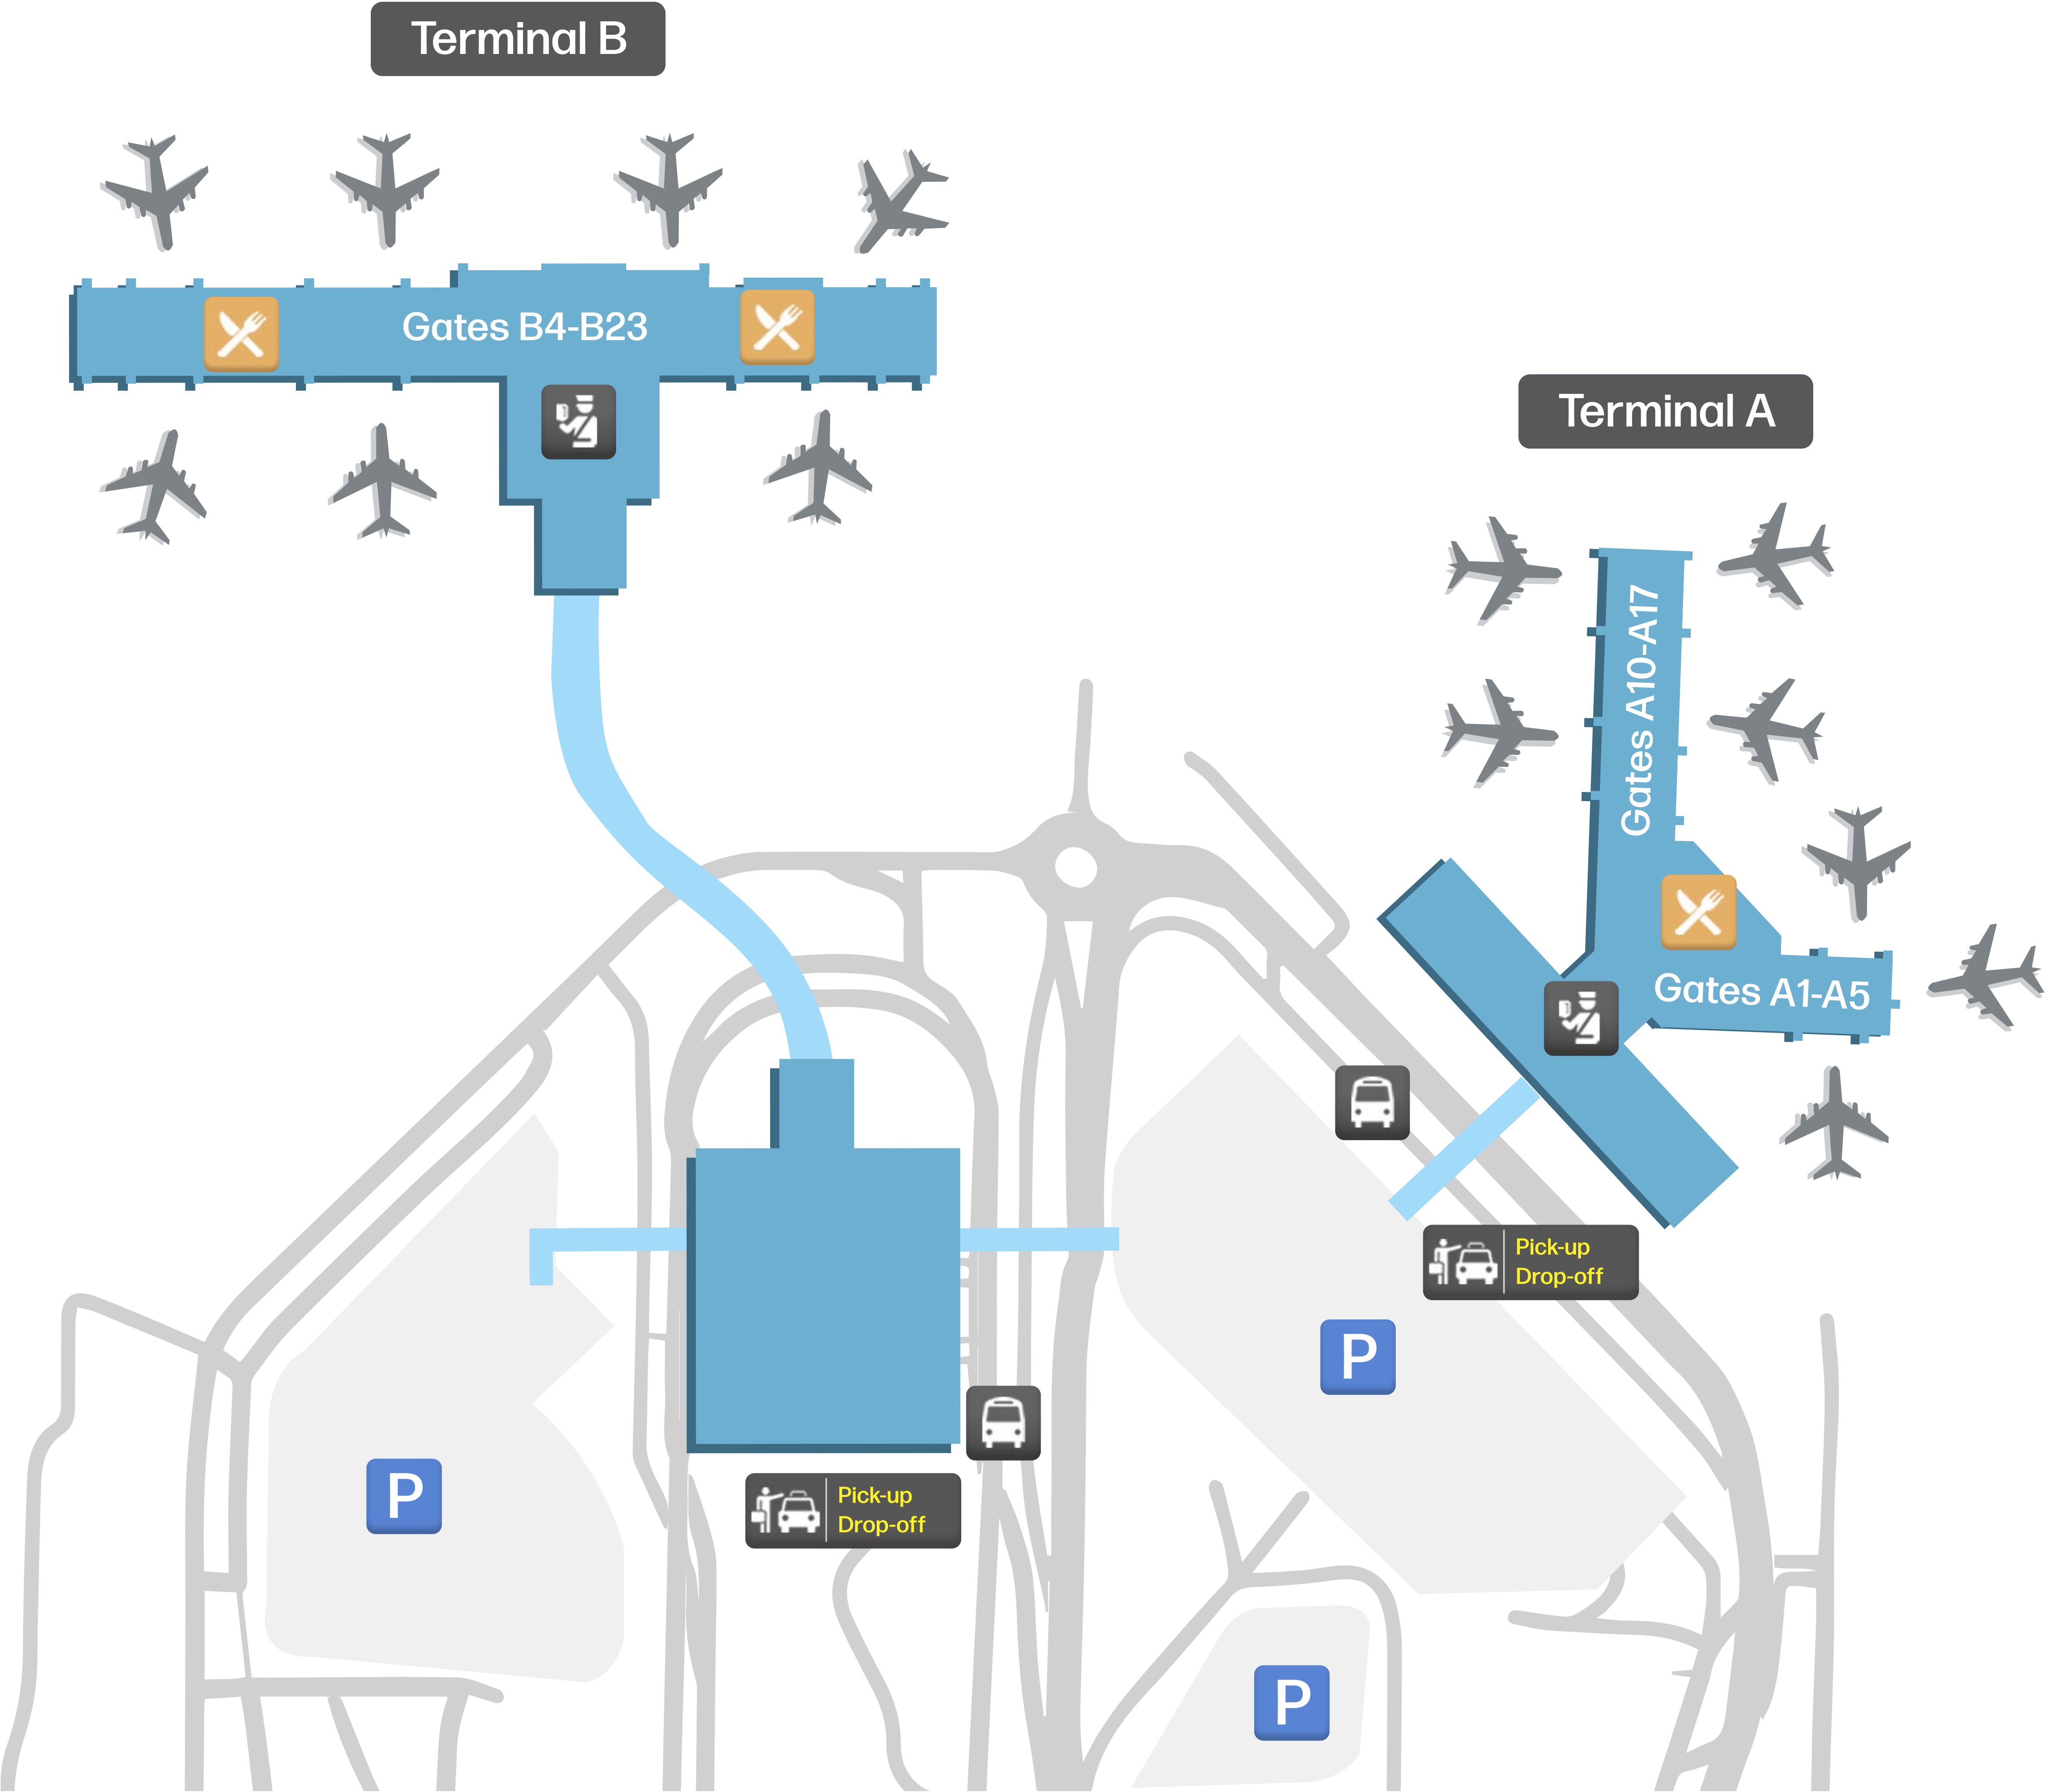 Terminal B
Gates B4-B23
Terminal A
Gates A10-A17
Gates A1-A5
Pick-up
Drop-off
P
Pick-up
Drop-off
P
P